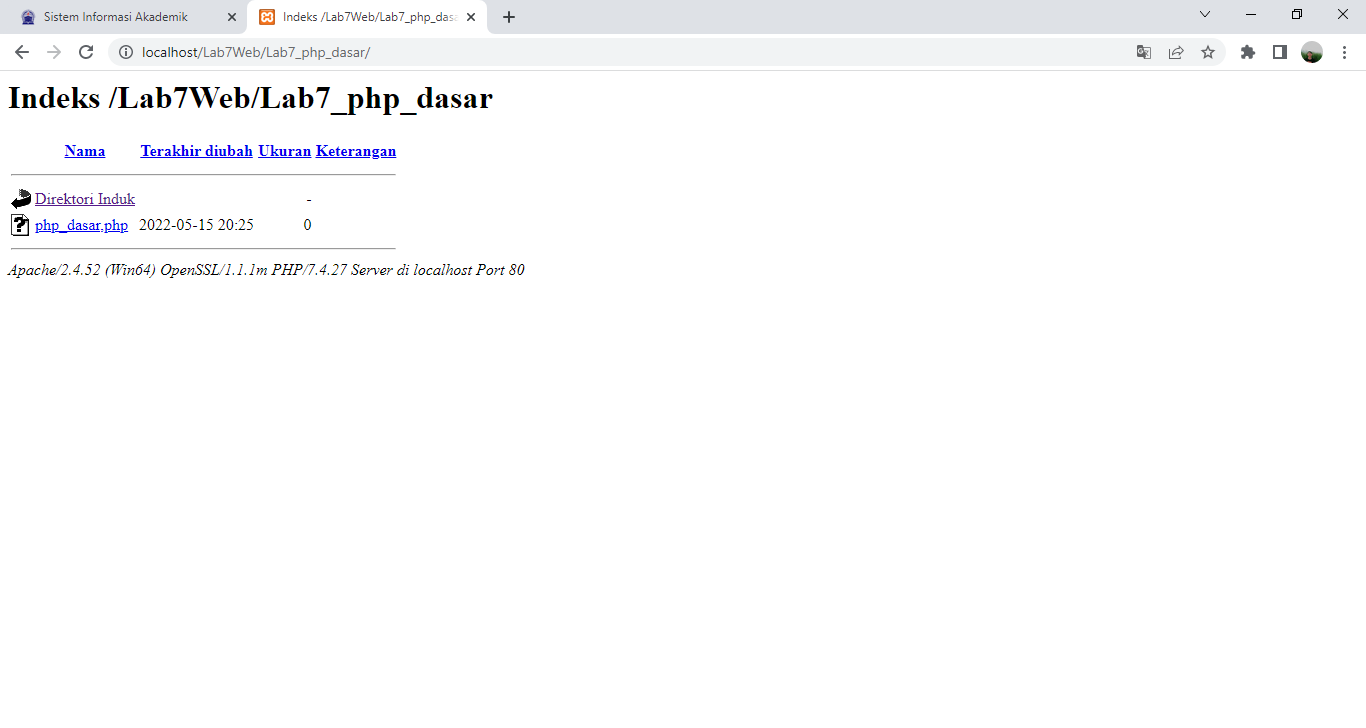 Sistem Informasi Akademik
Indeks /Lab7Web/Lab7_php_dasa
localhost/Lab7Web/Lab7_php_dasar/
Indeks /Lab7Web/Lab7_php_dasar
Nama Terakhir diubah Ukuran Keterangan
Direktori Induk -
php_dasar,php 2022-05-15 20:25 0
Apache/2.4.52 (Win64) OpenSSL/1.1.1m PHP/7.4.27 Server di localhost Port 80